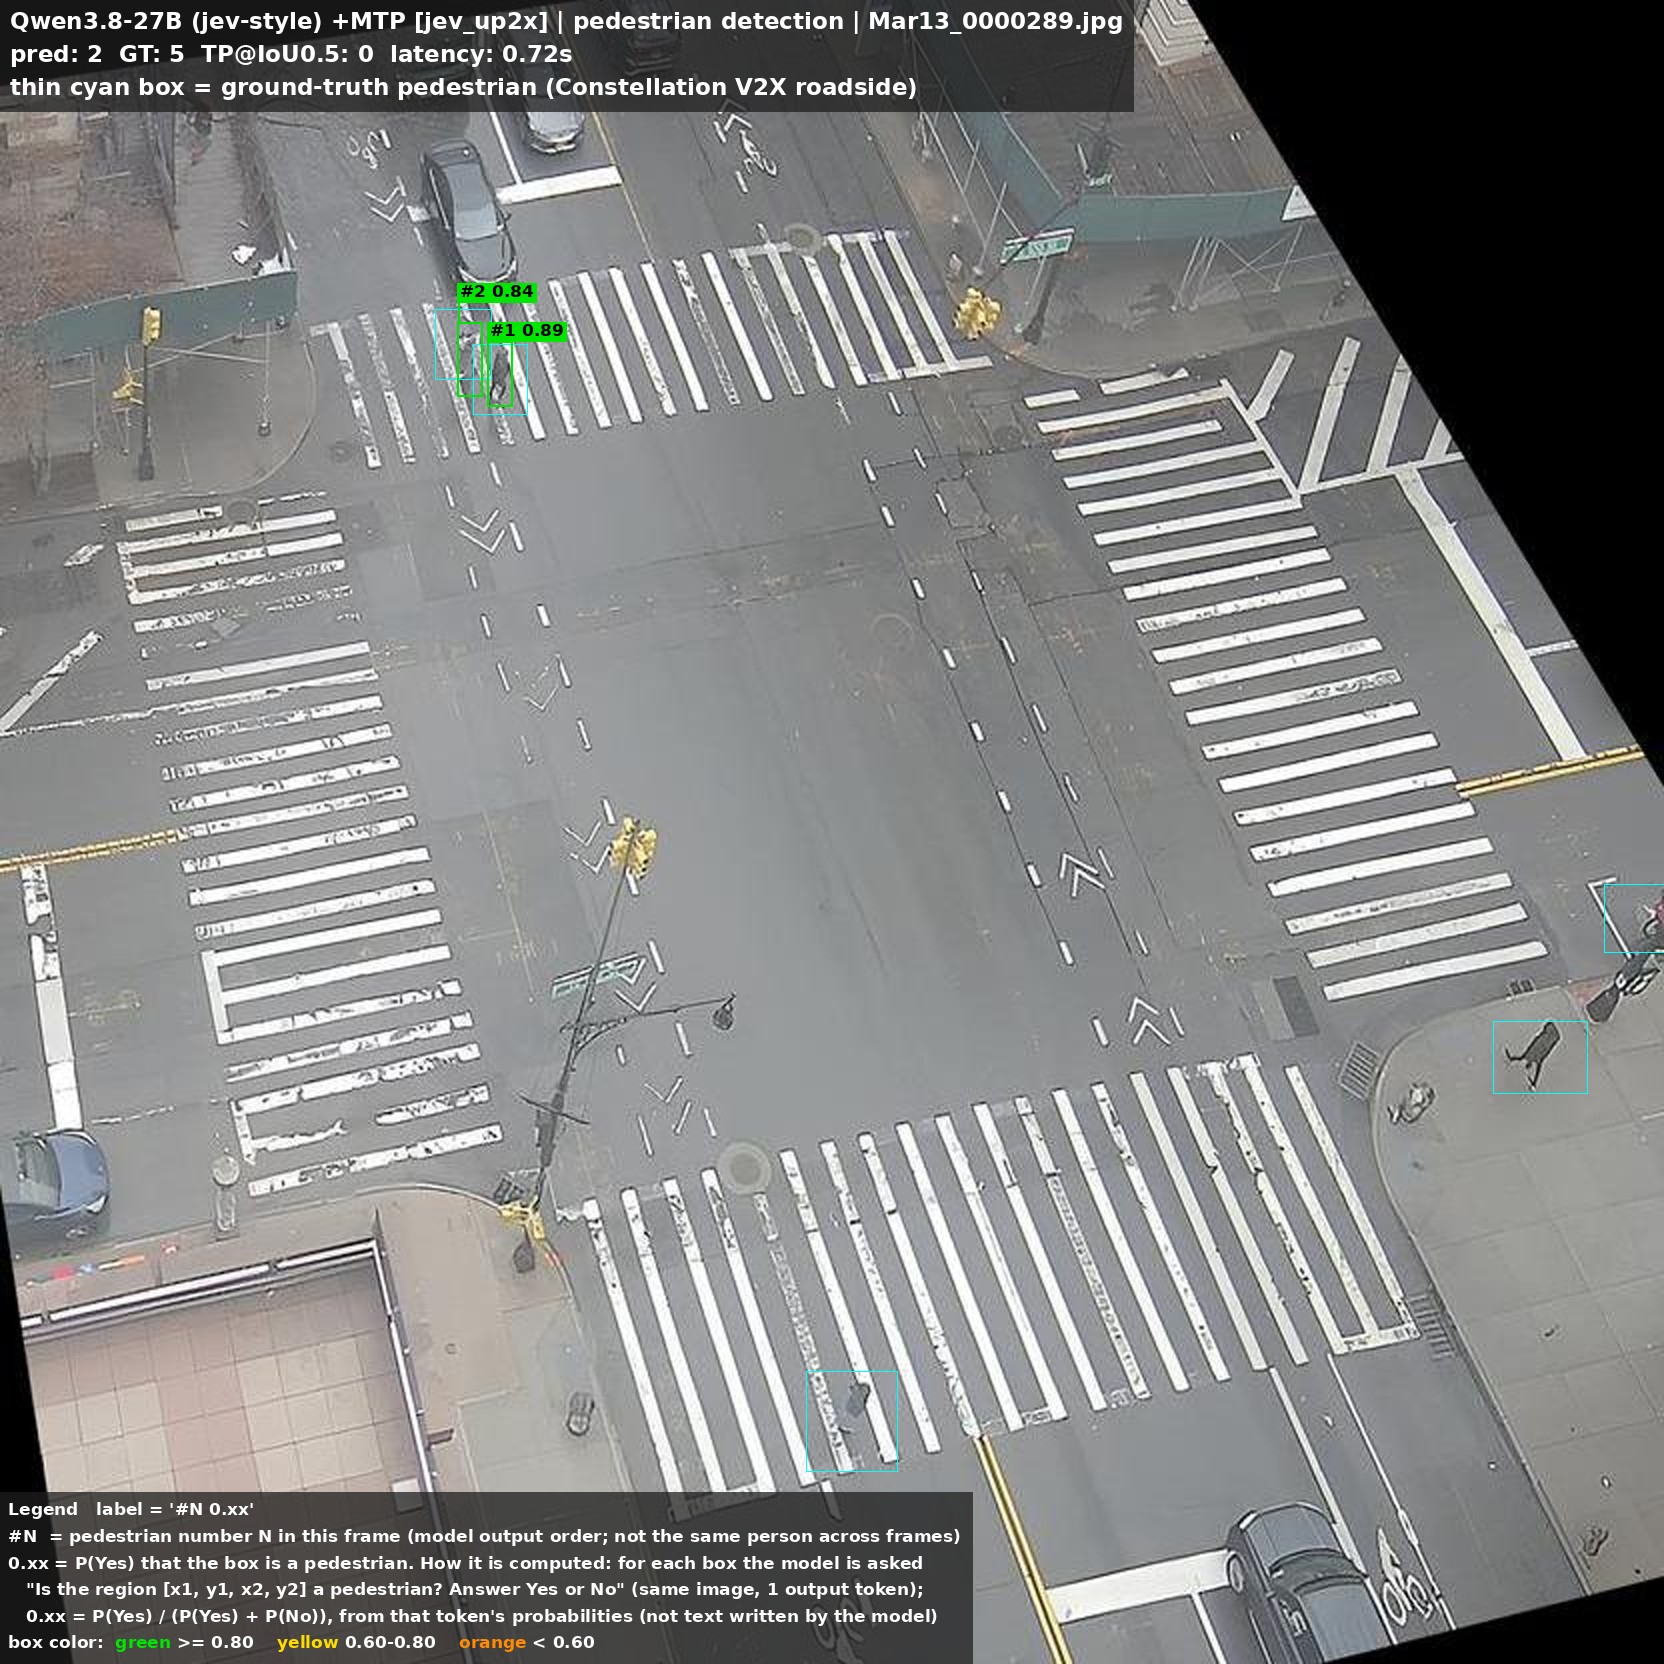 Qwen3.8-27B (jev-style) +MTP [jev_up2x] | pedestrian detection | Mar13_0000289.jpg
pred: 2  GT: 5  TP@IoU0.5: 0  latency: 0.72s
thin cyan box = ground-truth pedestrian (Constellation V2X roadside)
#2 0.84
#1 0.89
Legend   label = '#N 0.xx'
#N  = pedestrian number N in this frame (model output order; not the same person across frames)
0.xx = P(Yes) that the box is a pedestrian. How it is computed: for each box the model is asked
"Is the region [x1, y1, x2, y2] a pedestrian? Answer Yes or No" (same image, 1 output token);
0.xx = P(Yes) / (P(Yes) + P(No)), from that token's probabilities (not text written by the model)
box color:  green >= 0.80    yellow 0.60-0.80    orange < 0.60